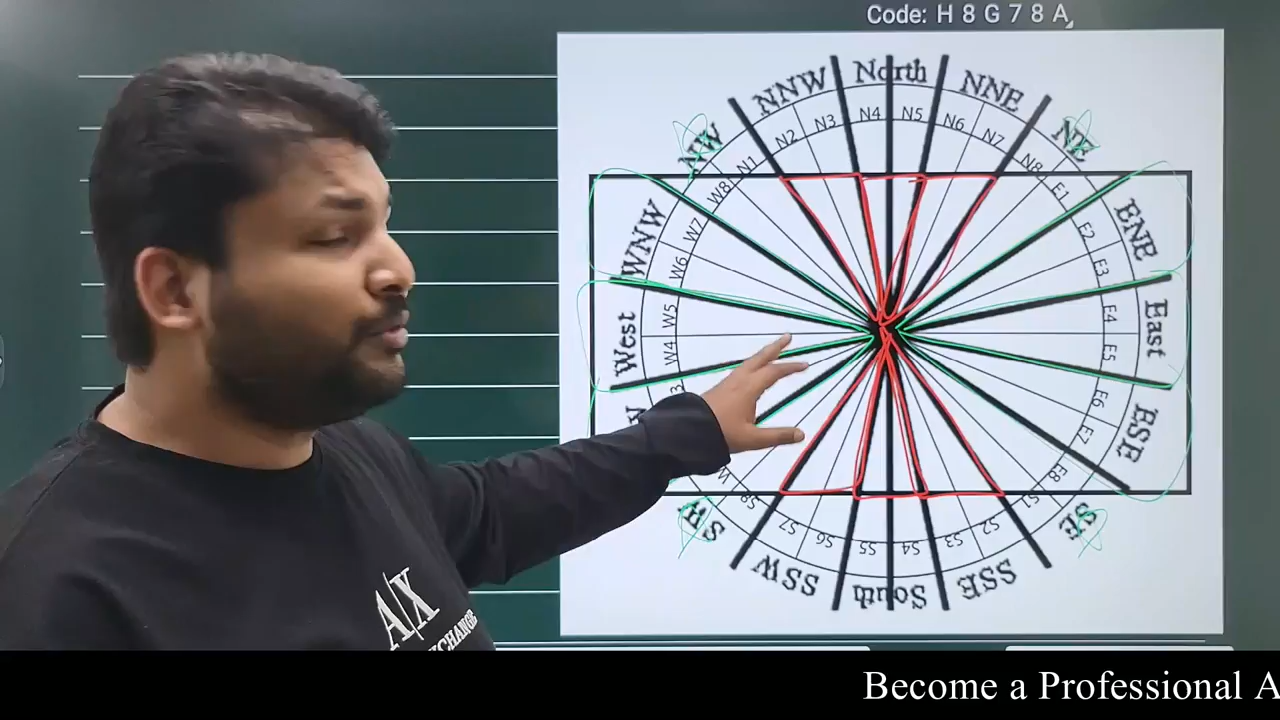 Code: H 8 G 7 8 A
NNW North NNE
N1 N2 N3 N4 N5 N6 N7 N8
NW NE
W8 E1
WNW W7 E2 ENE
W6 E3
West W5 E4 East
W4 E5
3 E6
E7 ESE
E8
SW S8 S7 S6 S5 S4 S3 S2 S1 SE
SSW South SSE
A|X
Become a Professional A